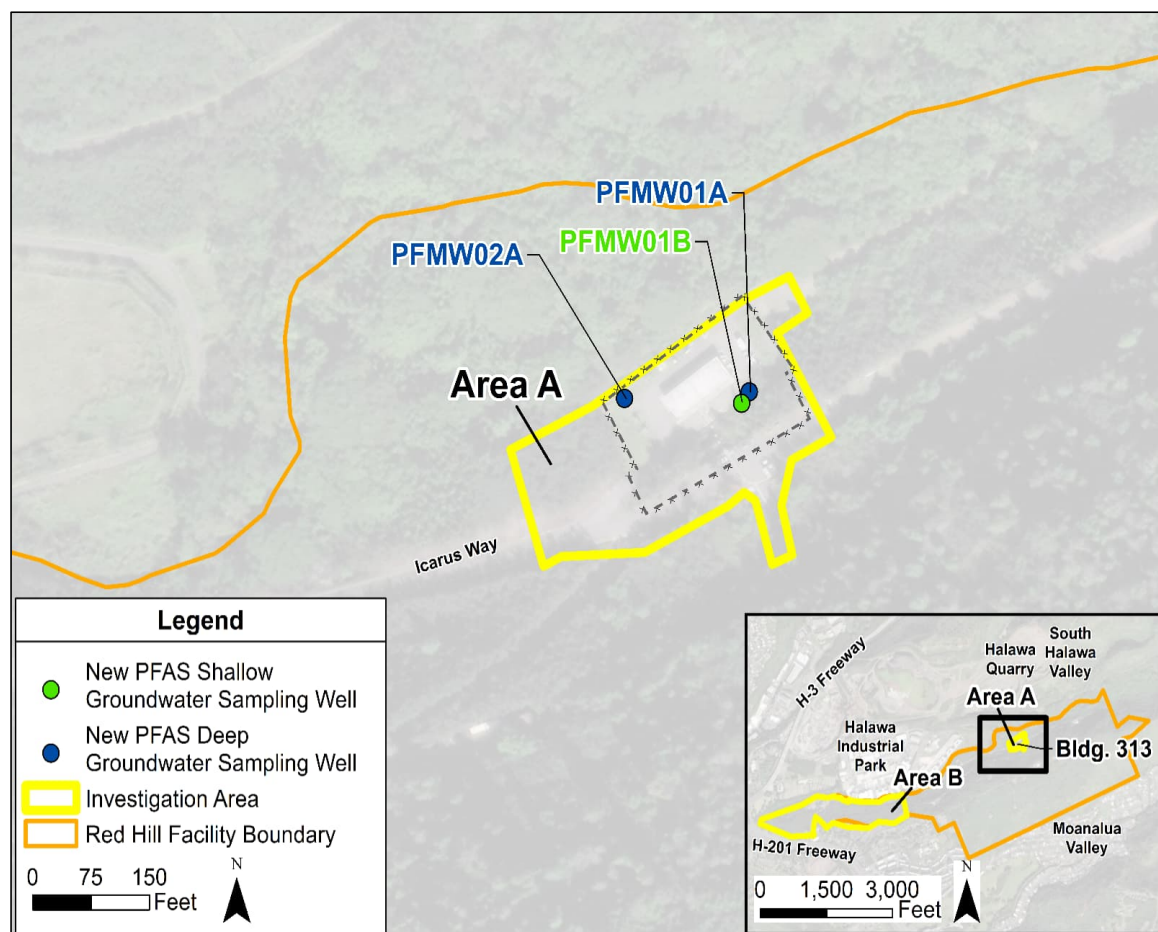 PFMW01A
PFMW01B
PFMW02A
Area A
Icarus Way
Legend
New PFAS Shallow
Groundwater Sampling Well
New PFAS Deep
Groundwater Sampling Well
Investigation Area
Red Hill Facility Boundary
0 75 150
Feet
N
H-3 Freeway
Halawa
Quarry
South
Halawa
Valley
Area A
Halawa
Industrial
Park
Bldg. 313
Area B
Moanalua
Valley
H-201 Freeway
0 1,500 3,000
Feet
N